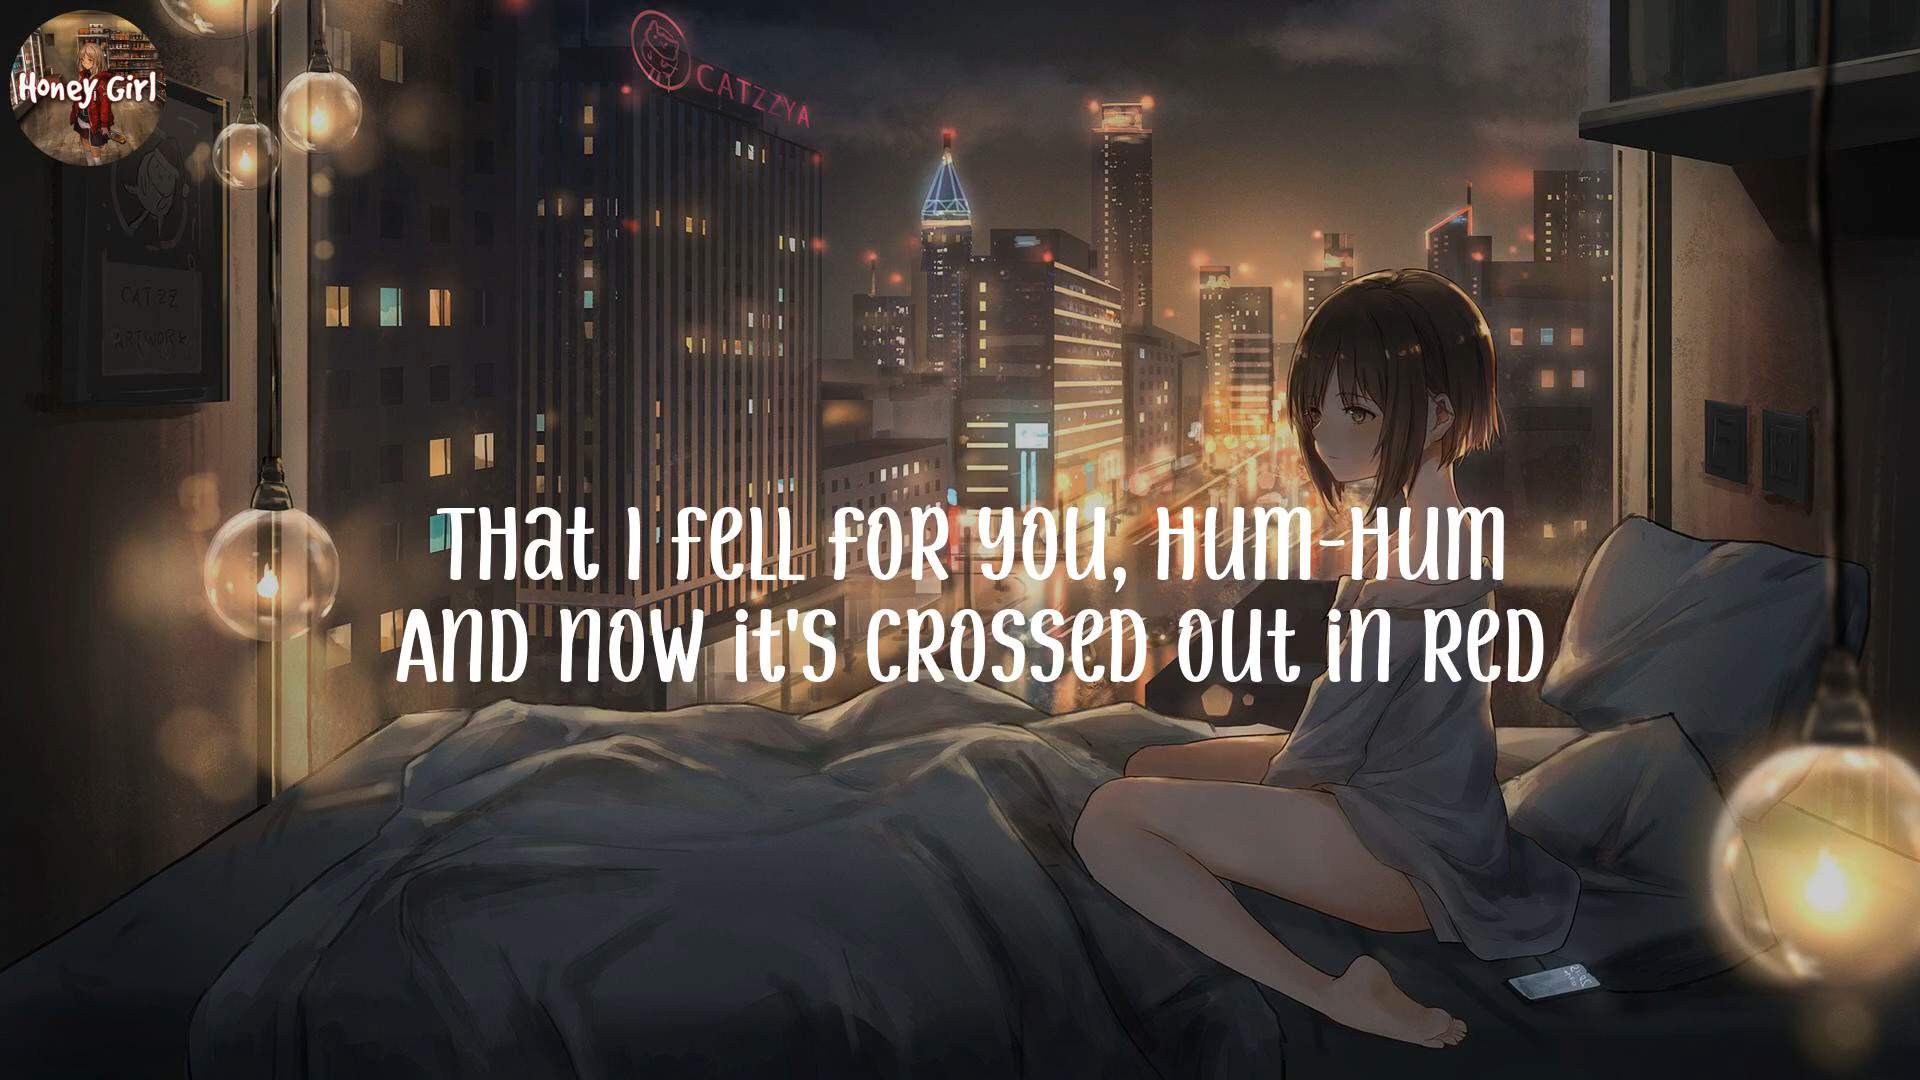 Honey Girl
CATZZYA
CATZZ
ARTWORK
THat I fell for you, Hum-Hum
And now it's crossed out in red